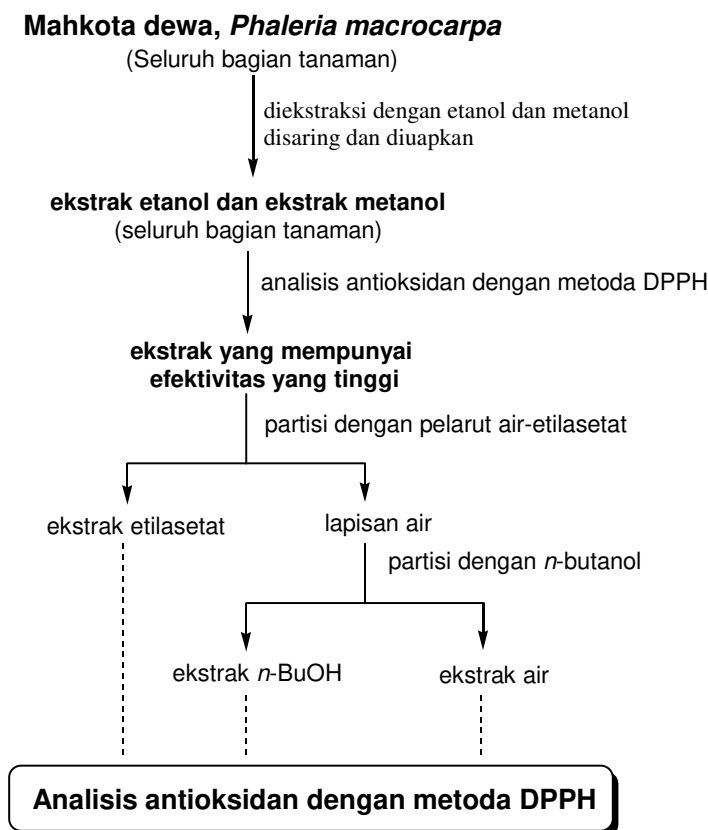 Mahkota dewa, Phaleria macrocarpa
(Seluruh bagian tanaman)
diekstraksi dengan etanol dan metanol
disaring dan diuapkan
ekstrak etanol dan ekstrak metanol
(seluruh bagian tanaman)
analisis antioksidan dengan metoda DPPH
ekstrak yang mempunyai
efektivitas yang tinggi
partisi dengan pelarut air-etilasetat
ekstrak etilasetat
lapisan air
partisi dengan n-butanol
ekstrak n-BuOH
ekstrak air
Analisis antioksidan dengan metoda DPPH